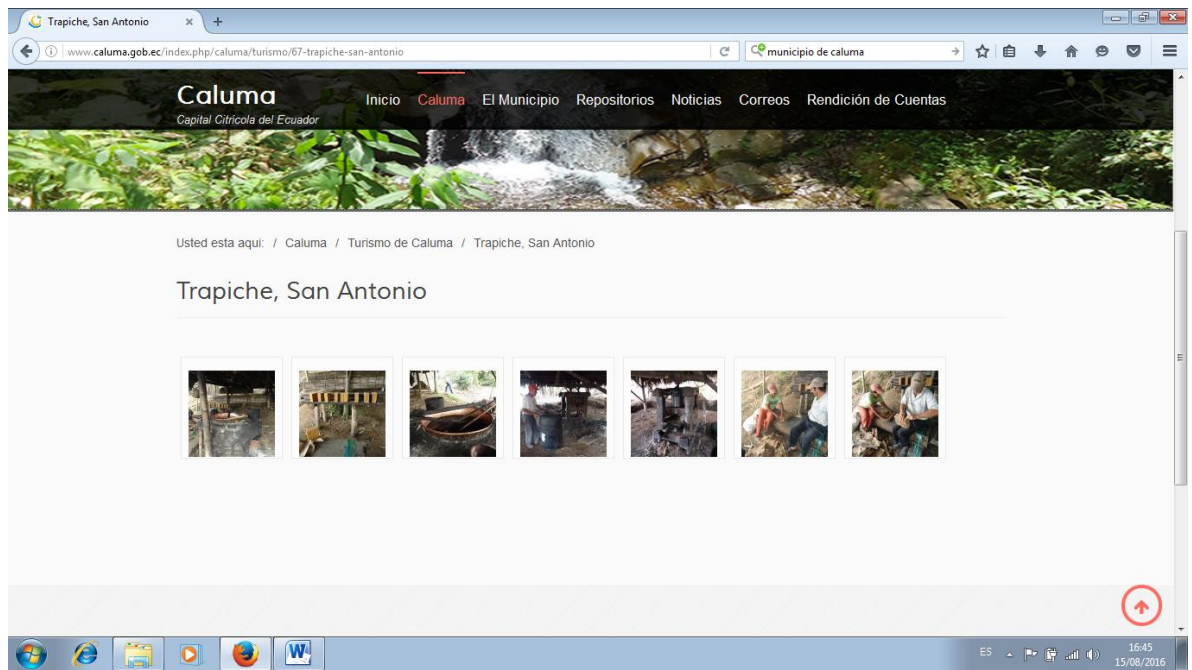 Trapiche, San Antonio
www.caluma.gob.ec/index.php/caluma/turismo/67-trapiche-san-antonio
municipio de caluma
Caluma
Capital Citricola del Ecuador
Inicio Caluma El Municipio Repositorios Noticias Correos Rendición de Cuentas
Usted esta aqui: / Caluma / Turismo de Caluma / Trapiche, San Antonio
Trapiche, San Antonio
ES
16:45
15/08/2016